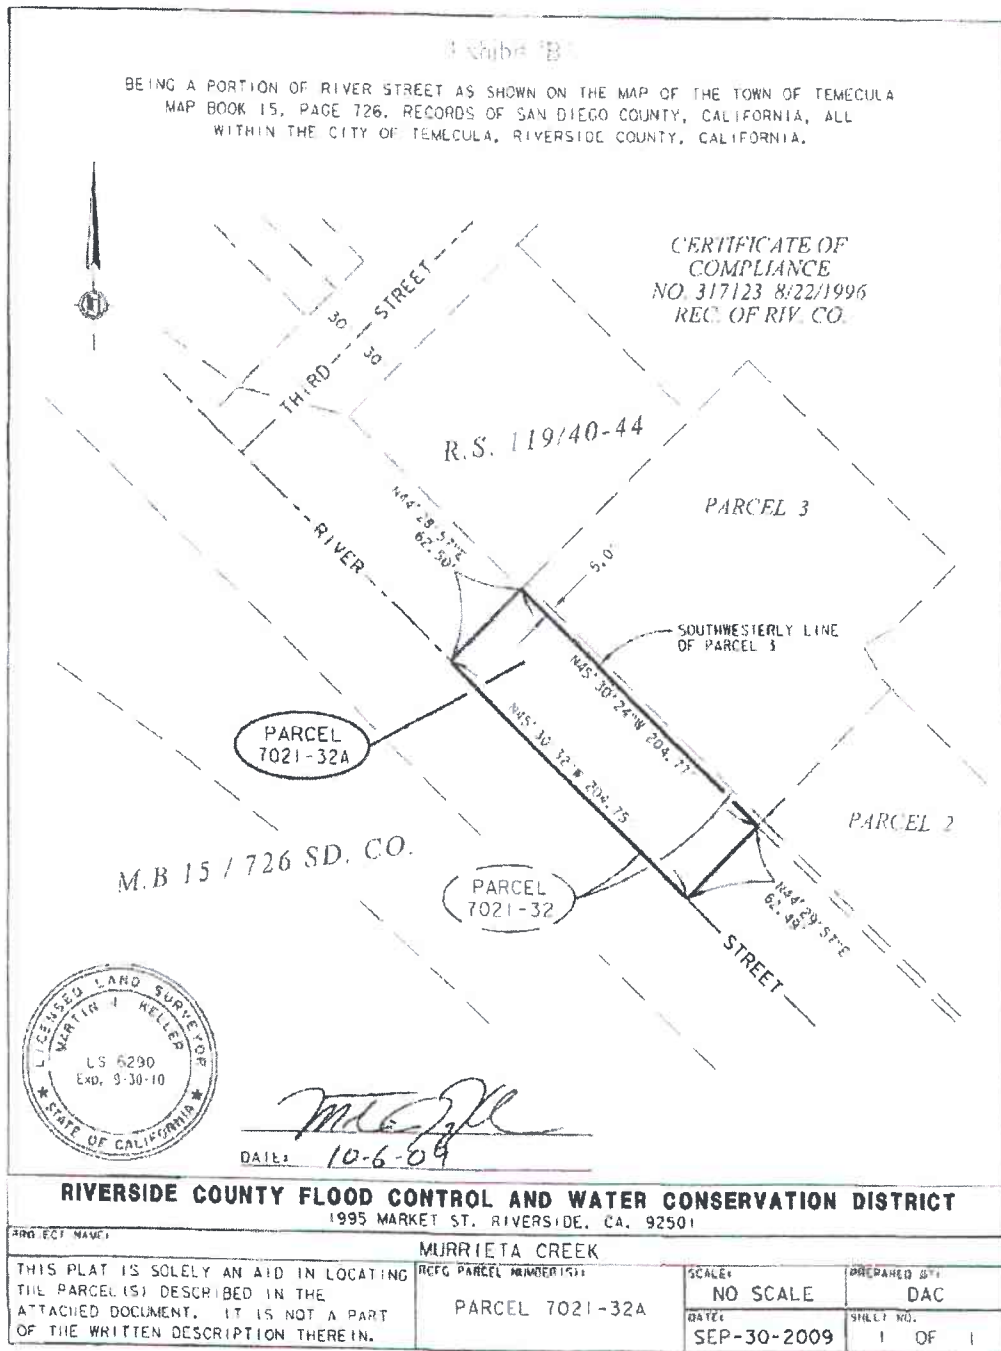 Exhibit "B"
BEING A PORTION OF RIVER STREET AS SHOWN ON THE MAP OF THE TOWN OF TEMECULA
MAP BOOK 15, PAGE 726, RECORDS OF SAN DIEGO COUNTY, CALIFORNIA, ALL
WITHIN THE CITY OF TEMECULA, RIVERSIDE COUNTY, CALIFORNIA.
CERTIFICATE OF
COMPLIANCE
NO. 317123 8/22/1996
REC. OF RIV. CO.
THIRD STREET
30
30
R.S. 119/40-44
PARCEL 3
RIVER
N44°28'57"E
62.50'
5.0'
SOUTHWESTERLY LINE
OF PARCEL 3
N45°30'24"W 204.77'
N45°30'32"W 204.75
PARCEL
7021-32A
PARCEL 2
M.B 15 / 726 SD. CO.
PARCEL
7021-32
N44°29'57"E
62.49'
STREET
LICENSED LAND SURVEYOR
MARTIN J. KELLER
LS 6290
Exp. 9-30-10
STATE OF CALIFORNIA
DATE: 10-6-09
RIVERSIDE COUNTY FLOOD CONTROL AND WATER CONSERVATION DISTRICT
1995 MARKET ST. RIVERSIDE, CA. 92501
PROJECT NAME:
MURRIETA CREEK
THIS PLAT IS SOLELY AN AID IN LOCATING
THE PARCEL(S) DESCRIBED IN THE
ATTACHED DOCUMENT. IT IS NOT A PART
OF THE WRITTEN DESCRIPTION THEREIN.
RCFC PARCEL NUMBER(S):
PARCEL 7021-32A
SCALE:
NO SCALE
PREPARED BY:
DAC
DATE:
SEP-30-2009
SHEET NO.
1 OF 1